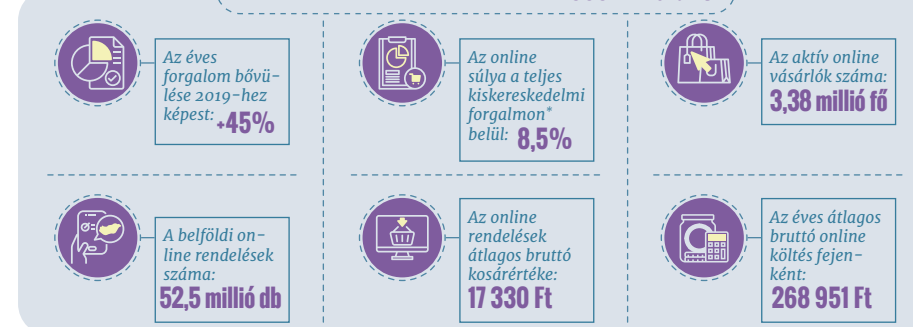 Az éves
forgalom bővü-
lése 2019-hez
képest: +45%
Az online
súlya a teljes
kiskereskedelmi
forgalmon*
belül: 8,5%
Az aktív online
vásárlók száma:
3,38 millió fő
A belföldi on-
line rendelések
száma:
52,5 millió db
Az online
rendelések
átlagos bruttó
kosárértéke:
17 330 Ft
Az éves átlagos
bruttó online
költés fejen-
ként:
268 951 Ft